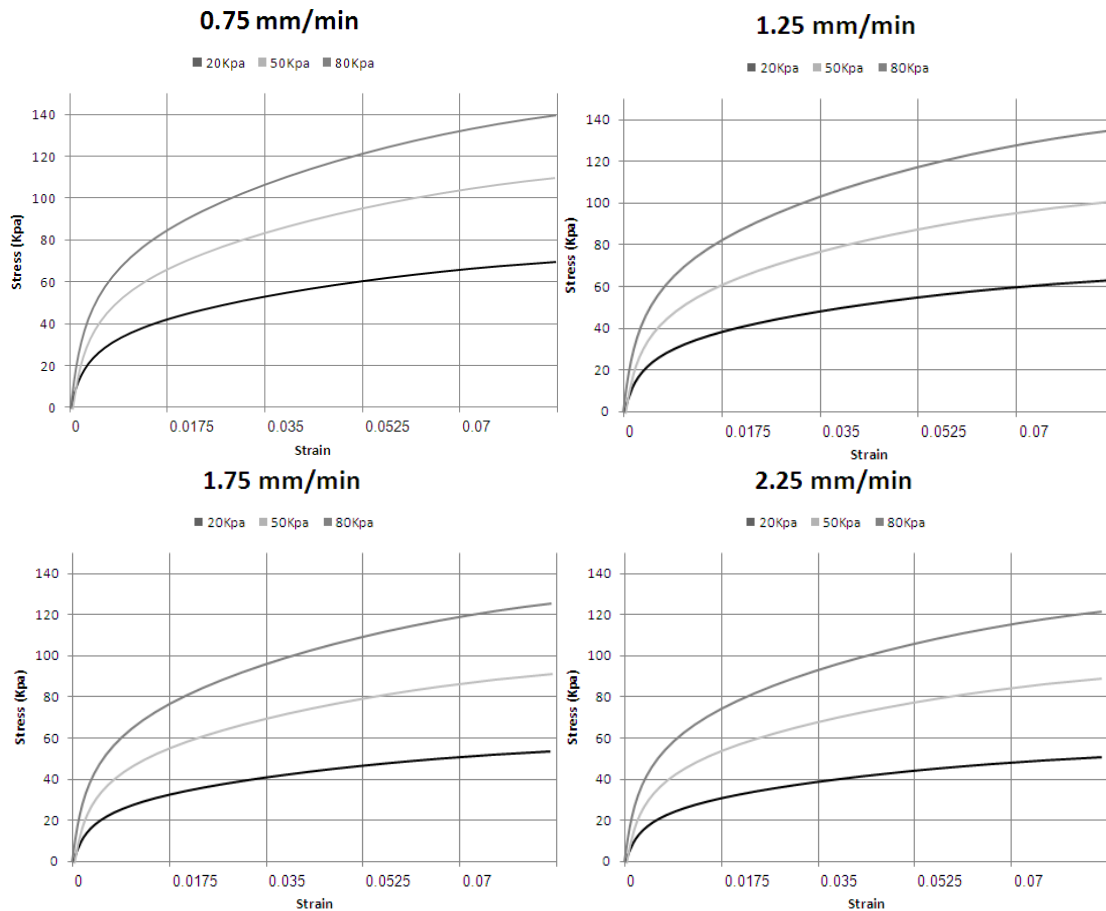 0.75 mm/min
■ 20Kpa ■ 50Kpa ■ 80Kpa
140
120
100
80
60
40
20
0
Stress (Kpa)
0 0.0175 0.035 0.0525 0.07
Strain
1.25 mm/min
■ 20Kpa ■ 50Kpa ■ 80Kpa
140
120
100
80
60
40
20
0
Stress (Kpa)
0 0.0175 0.035 0.0525 0.07
Strain
1.75 mm/min
■ 20Kpa ■ 50Kpa ■ 80Kpa
140
120
100
80
60
40
20
0
Stress (Kpa)
0 0.0175 0.035 0.0525 0.07
Strain
2.25 mm/min
■ 20Kpa ■ 50Kpa ■ 80Kpa
140
120
100
80
60
40
20
0
Stress (Kpa)
0 0.0175 0.035 0.0525 0.07
Strain